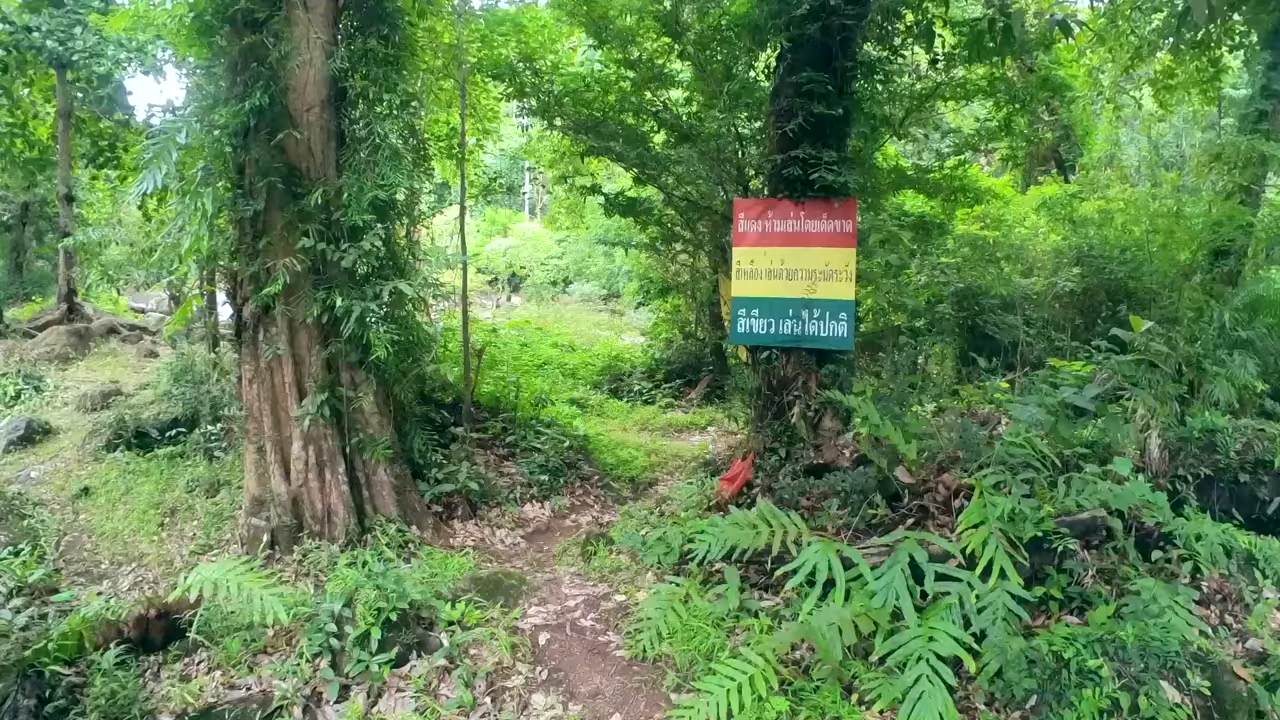 สีแดง ห้ามเล่นโดยเด็ดขาด
สีเหลือง เล่นด้วยความระมัดระวัง
สีเขียว เล่นได้ปกติ